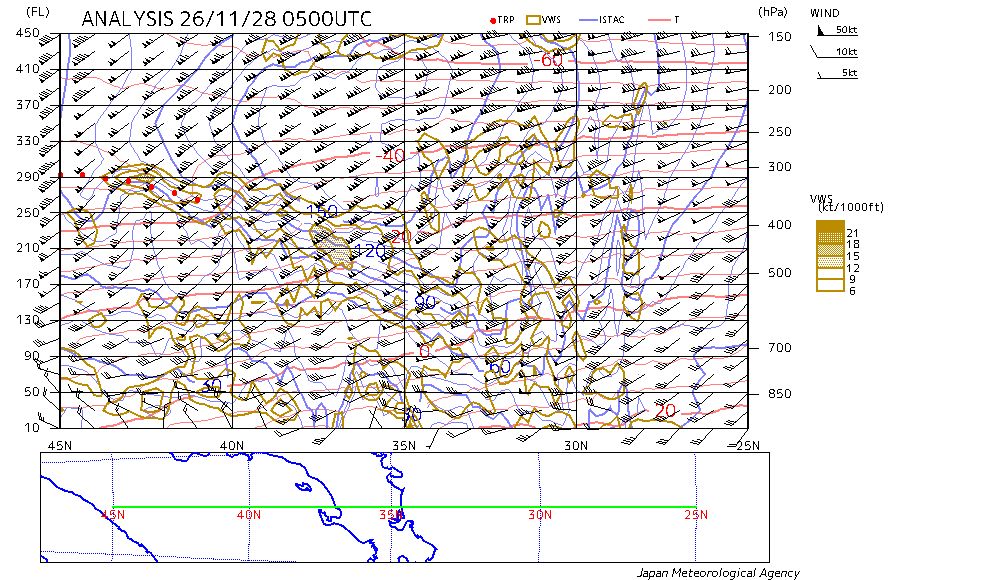 ANALYSIS 26/11/28 0500UTC
TRP VWS ISTAC T
(FL) (hPa) WIND
450 150 50kt
410 10kt
5kt
370 200
330 250
290 300
250 400
210 500
170
130 700
90
50 850
10
-60
-40
-20
0
20
150
120
90
60
30
30
VWS
(kt/1000ft)
21
18
15
12
9
6
45N 40N 35N 30N 25N
45N 40N 35N 30N 25N
Japan Meteorological Agency